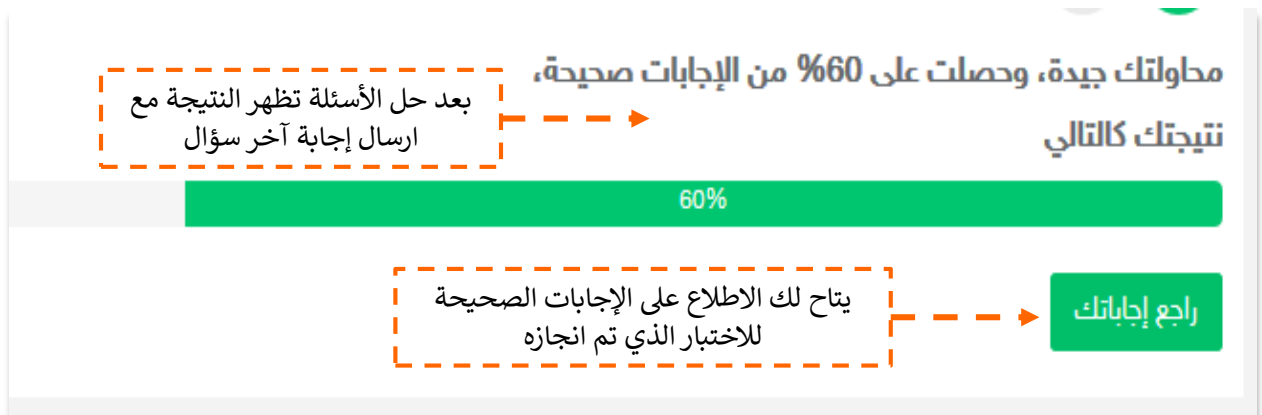 محاولتك جيدة، وحصلت على 60% من الإجابات صحيحة،
نتيجتك كالتالي
بعد حل الأسئلة تظهر النتيجة مع
ارسال إجابة آخر سؤال
60%
راجع إجاباتك
يتاح لك الاطلاع على الإجابات الصحيحة
للاختبار الذي تم انجازه